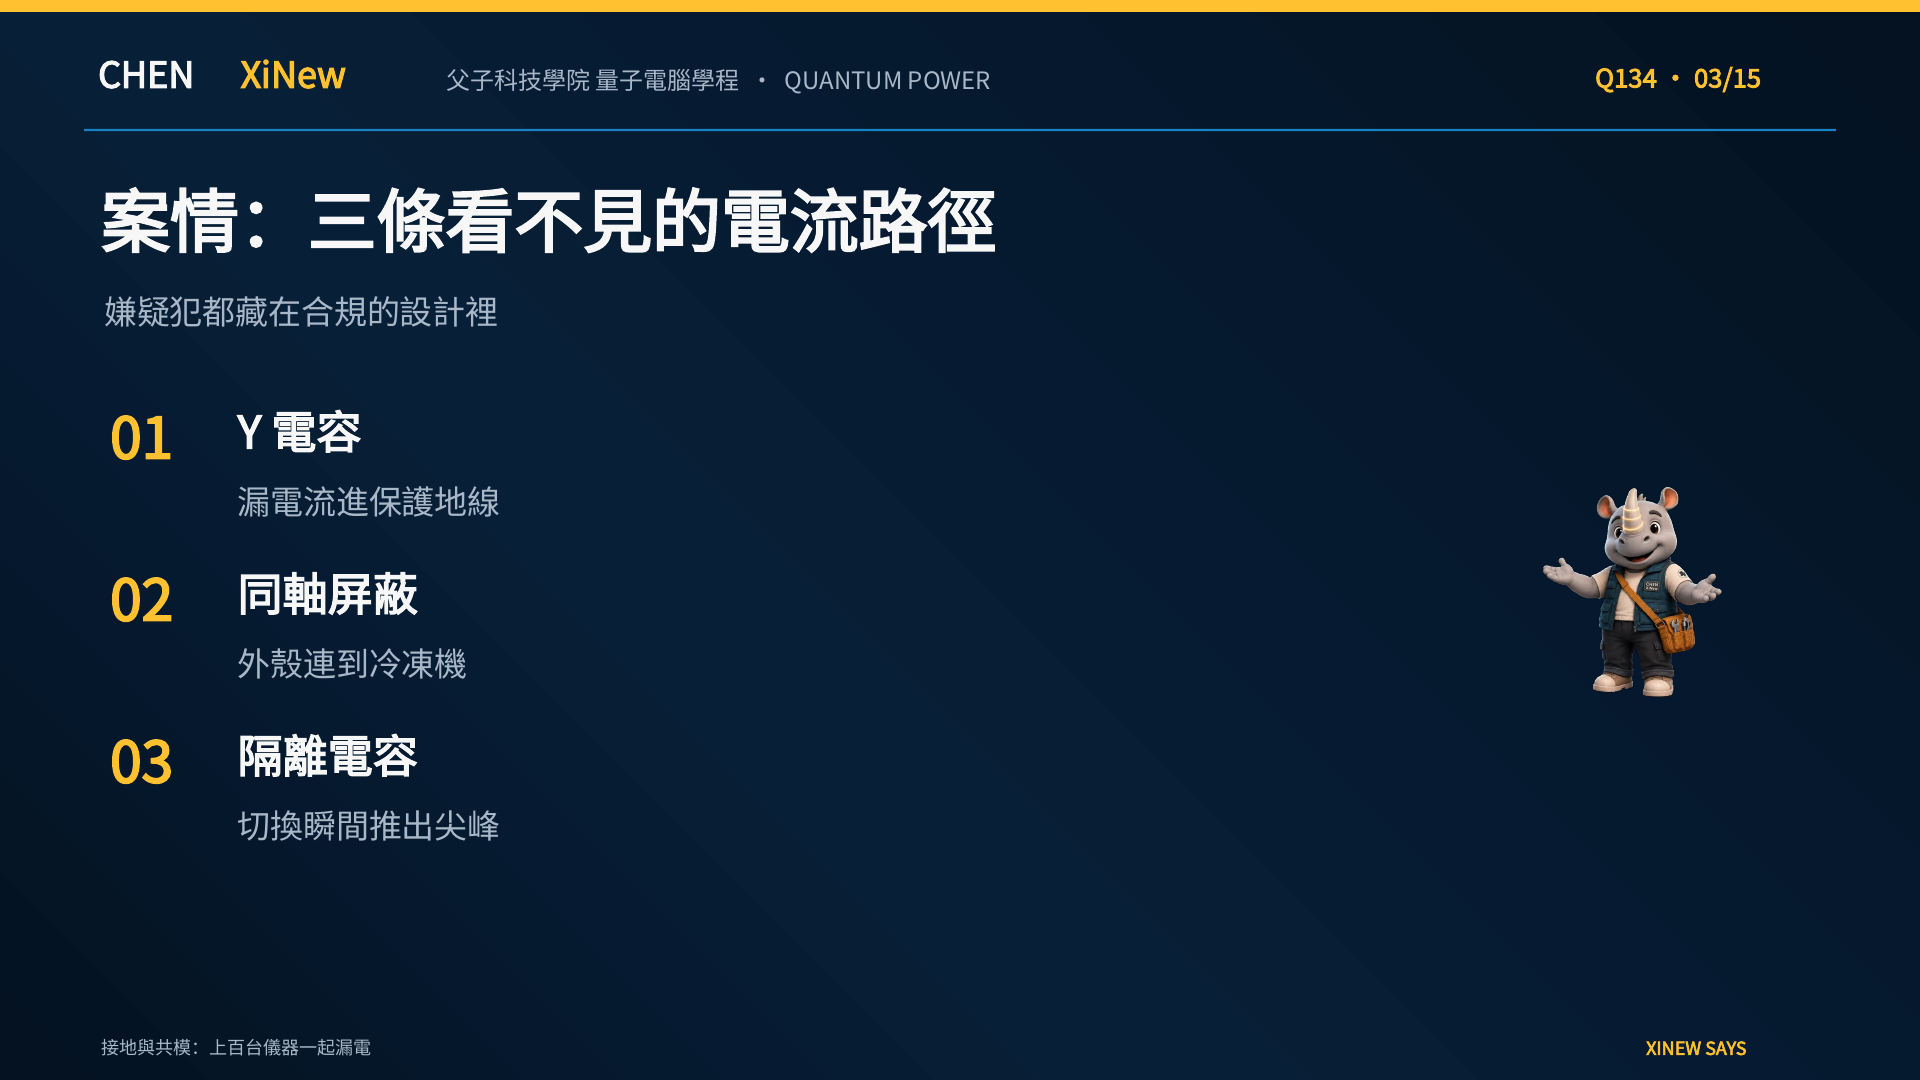 CHEN XiNew 父子科技學院 量子電腦學程 · QUANTUM POWER Q134 · 03/15
案情：三條看不見的電流路徑
嫌疑犯都藏在合規的設計裡
01 Y 電容
漏電流進保護地線
02 同軸屏蔽
外殼連到冷凍機
03 隔離電容
切換瞬間推出尖峰
接地與共模：上百台儀器一起漏電 XINEW SAYS